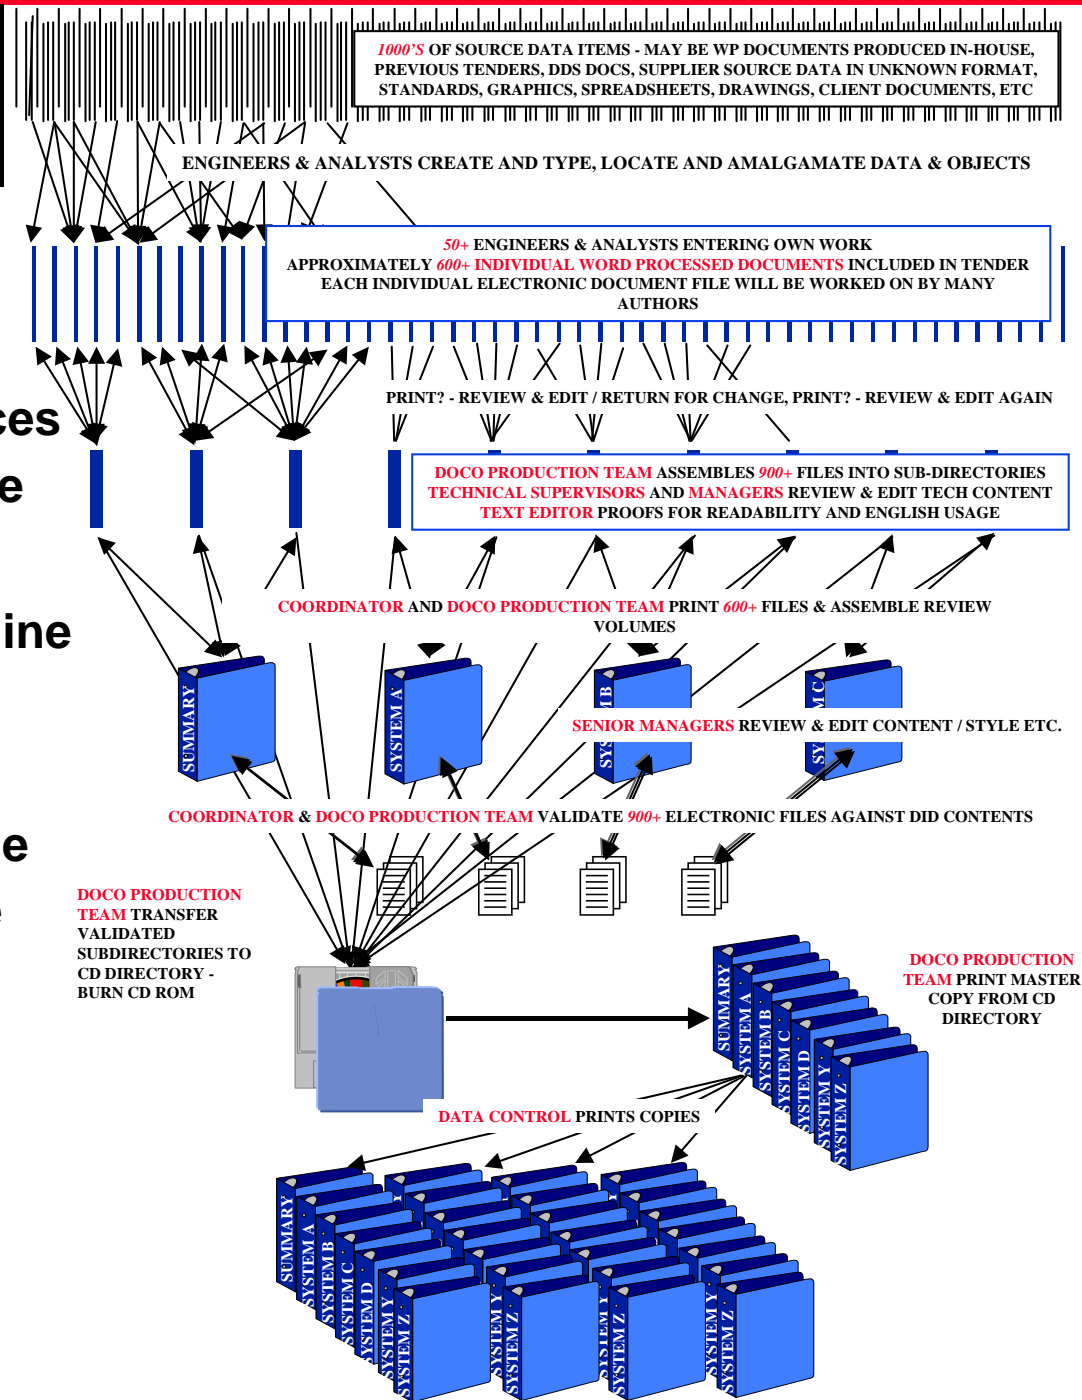 1000'S OF SOURCE DATA ITEMS - MAY BE WP DOCUMENTS PRODUCED IN-HOUSE,
PREVIOUS TENDERS, DDS DOCS, SUPPLIER SOURCE DATA IN UNKNOWN FORMAT,
STANDARDS, GRAPHICS, SPREADSHEETS, DRAWINGS, CLIENT DOCUMENTS, ETC
ENGINEERS & ANALYSTS CREATE AND TYPE, LOCATE AND AMALGAMATE DATA & OBJECTS
50+ ENGINEERS & ANALYSTS ENTERING OWN WORK
APPROXIMATELY 600+ INDIVIDUAL WORD PROCESSED DOCUMENTS INCLUDED IN TENDER
EACH INDIVIDUAL ELECTRONIC DOCUMENT FILE WILL BE WORKED ON BY MANY
AUTHORS
PRINT? - REVIEW & EDIT / RETURN FOR CHANGE, PRINT? - REVIEW & EDIT AGAIN
ces
e
DOCO PRODUCTION TEAM ASSEMBLES 900+ FILES INTO SUB-DIRECTORIES
TECHNICAL SUPERVISORS AND MANAGERS REVIEW & EDIT TECH CONTENT
TEXT EDITOR PROOFS FOR READABILITY AND ENGLISH USAGE
COORDINATOR AND DOCO PRODUCTION TEAM PRINT 600+ FILES & ASSEMBLE REVIEW
VOLUMES
ine
SUMMARY
SYSTEM A
SY
M B
SY
M C
SENIOR MANAGERS REVIEW & EDIT CONTENT / STYLE ETC.
COORDINATOR & DOCO PRODUCTION TEAM VALIDATE 900+ ELECTRONIC FILES AGAINST DID CONTENTS
e
DOCO PRODUCTION
TEAM TRANSFER
VALIDATED
SUBDIRECTORIES TO
CD DIRECTORY -
BURN CD ROM
SUMMARY
SYSTEM A
SYSTEM B
SYSTEM C
SYSTEM D
SYSTEM Y
SYSTEM Z
DOCO PRODUCTION
TEAM PRINT MASTER
COPY FROM CD
DIRECTORY
DATA CONTROL PRINTS COPIES
SUMMARY
SYSTEM A
SYSTEM B
SYSTEM C
SYSTEM D
SYSTEM Y
SYSTEM Z
SYSTEM Y
SYSTEM Z
SYSTEM Y
SYSTEM Z
SYSTEM Y
SYSTEM Z